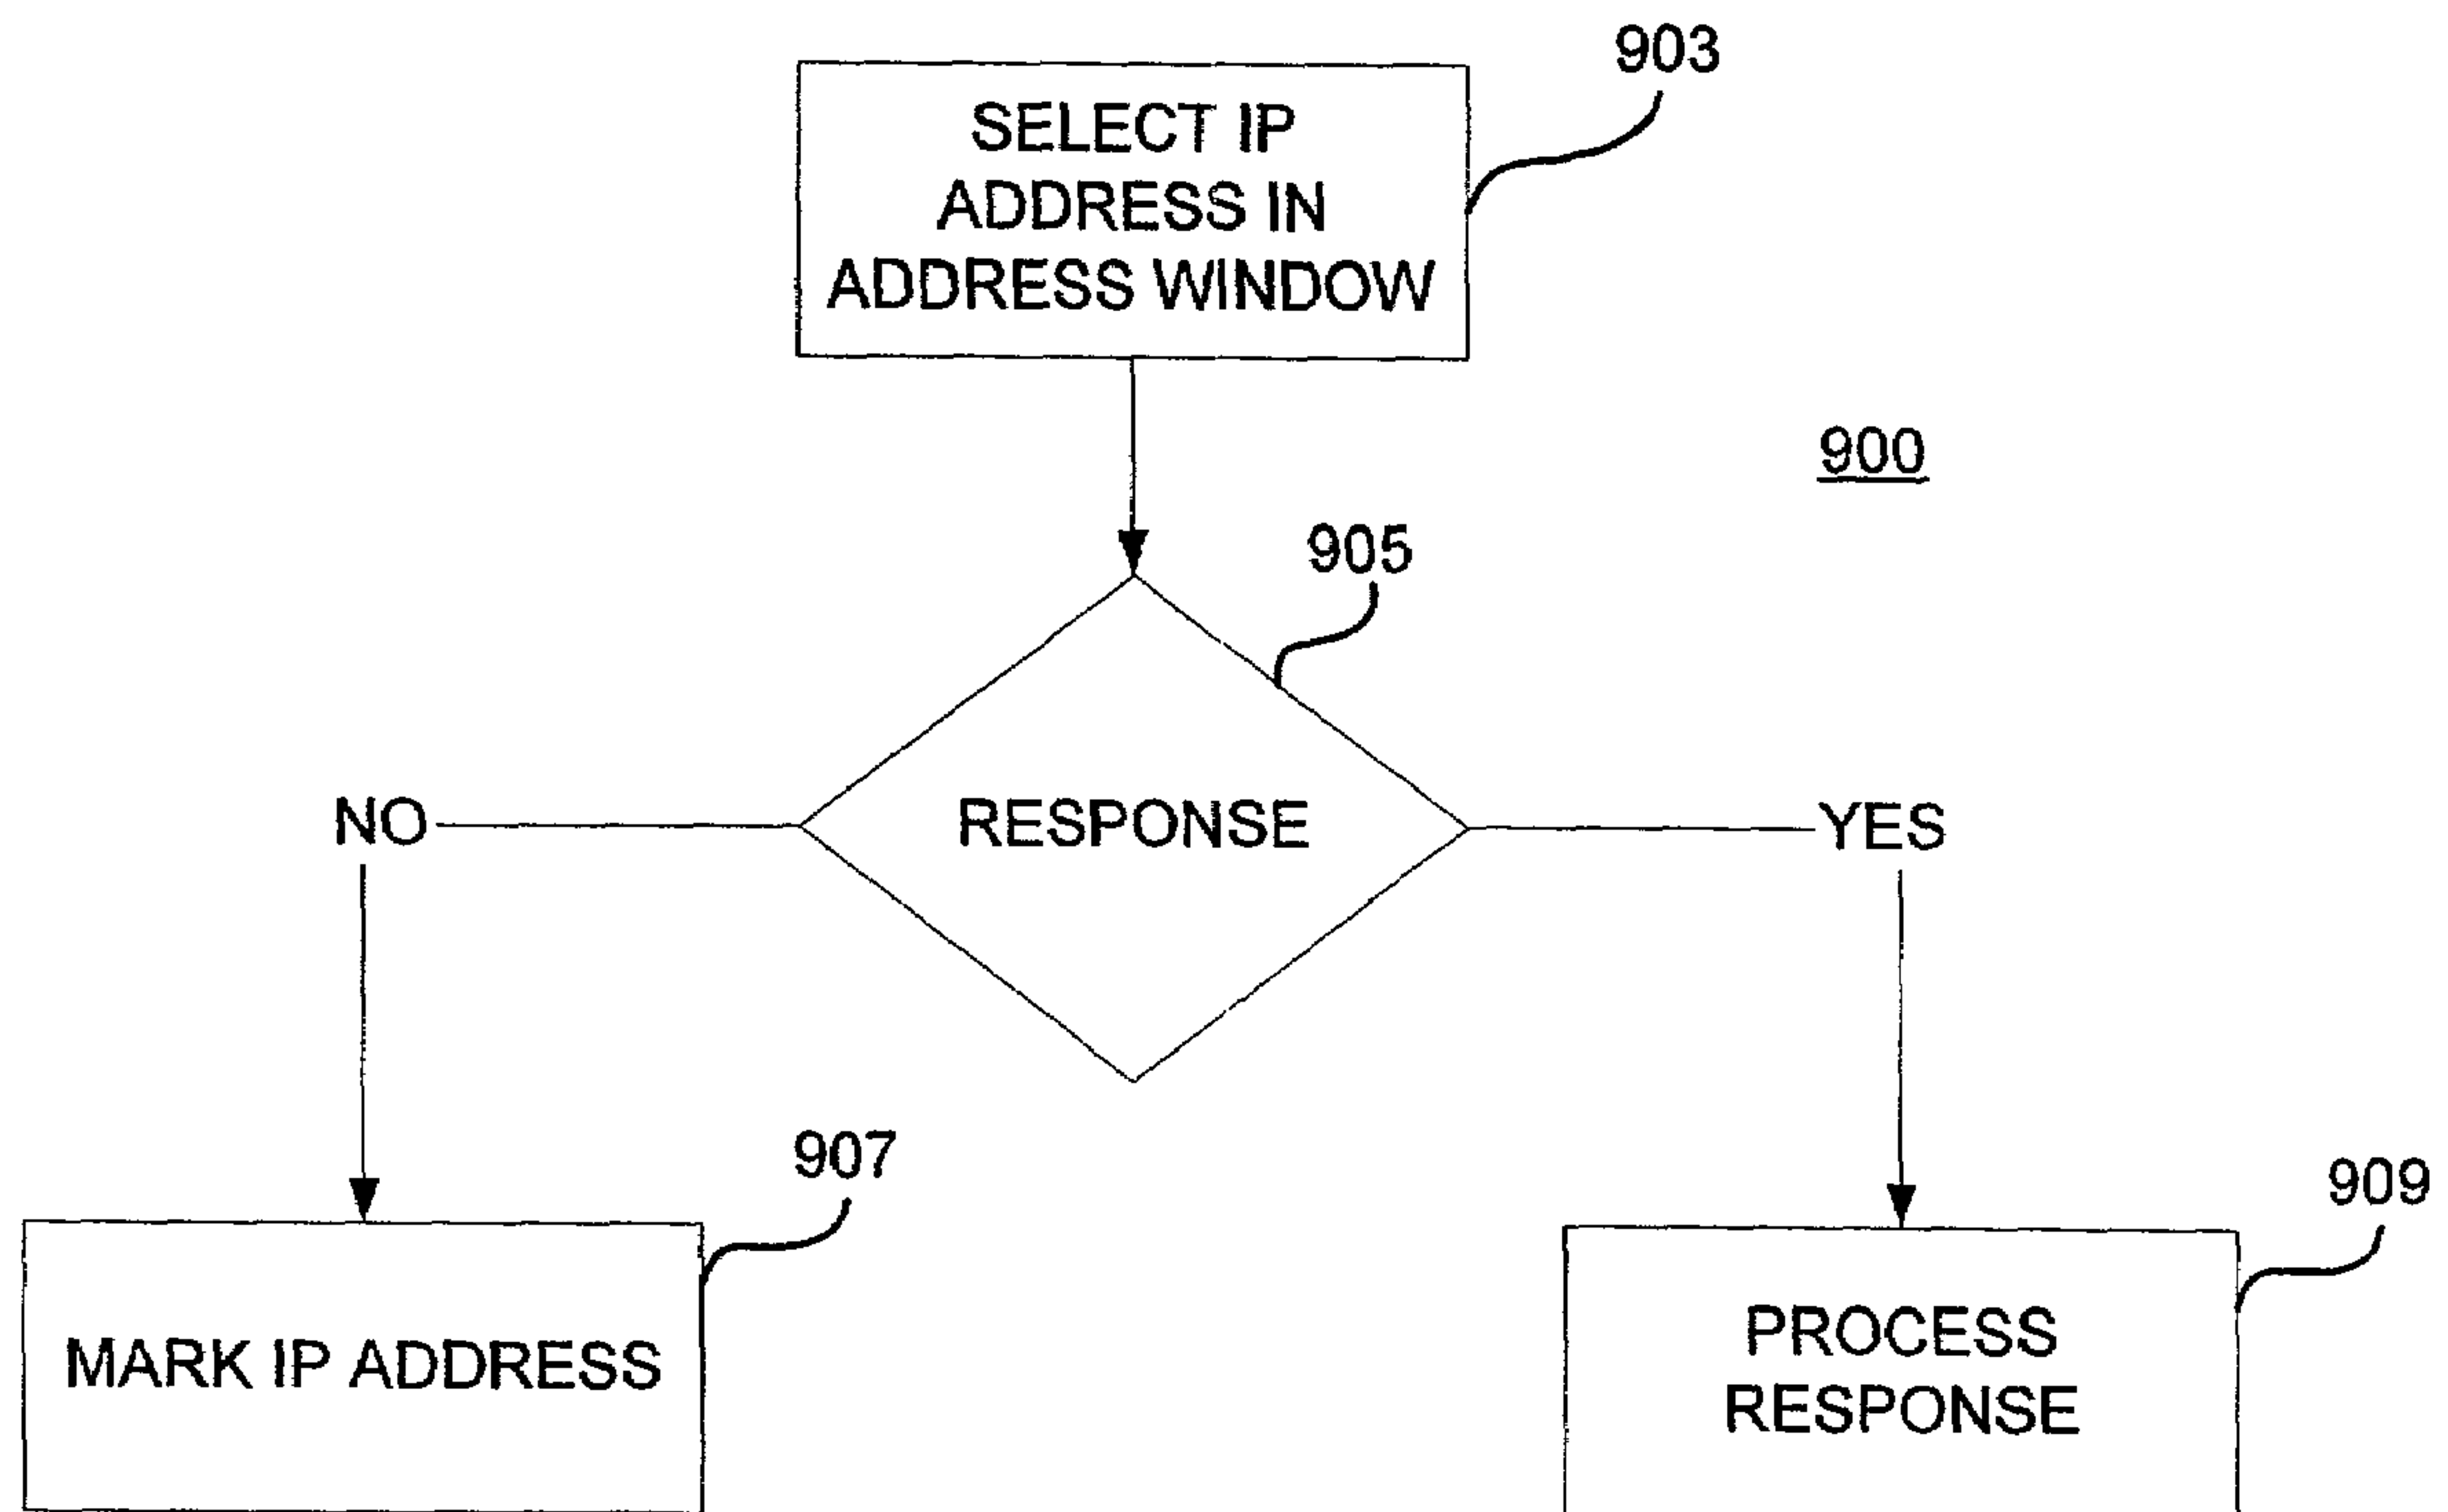 903
SELECT IP
ADDRESS IN
ADDRESS WINDOW
900
905
RESPONSE
NO
YES
907
909
MARK IP ADDRESS
PROCESS
RESPONSE